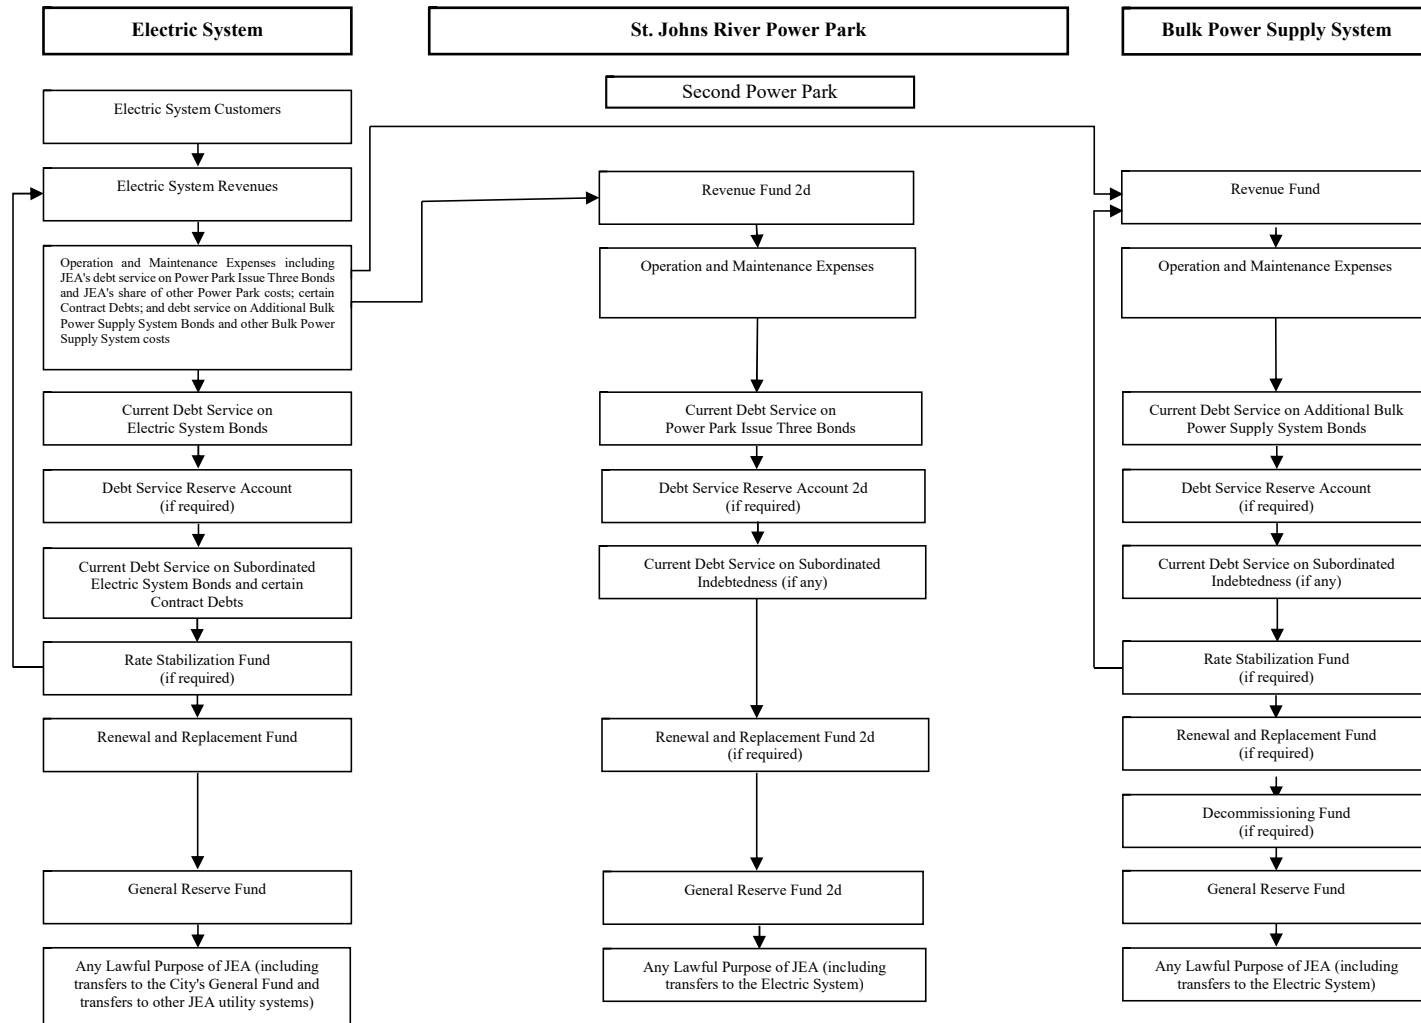 Electric System
St. Johns River Power Park
Bulk Power Supply System
Second Power Park
Electric System Customers
Electric System Revenues
Operation and Maintenance Expenses including
JEA's debt service on Power Park Issue Three Bonds
and JEA's share of other Power Park costs; certain
Contract Debts; and debt service on Additional Bulk
Power Supply System Bonds and other Bulk Power
Supply System costs
Current Debt Service on
Electric System Bonds
Debt Service Reserve Account
(if required)
Current Debt Service on Subordinated
Electric System Bonds and certain
Contract Debts
Rate Stabilization Fund
(if required)
Renewal and Replacement Fund
General Reserve Fund
Any Lawful Purpose of JEA (including
transfers to the City's General Fund and
transfers to other JEA utility systems)
Revenue Fund 2d
Operation and Maintenance Expenses
Current Debt Service on
Power Park Issue Three Bonds
Debt Service Reserve Account 2d
(if required)
Current Debt Service on Subordinated
Indebtedness (if any)
Renewal and Replacement Fund 2d
(if required)
General Reserve Fund 2d
Any Lawful Purpose of JEA (including
transfers to the Electric System)
Revenue Fund
Operation and Maintenance Expenses
Current Debt Service on Additional Bulk
Power Supply System Bonds
Debt Service Reserve Account
(if required)
Current Debt Service on Subordinated
Indebtedness (if any)
Rate Stabilization Fund
(if required)
Renewal and Replacement Fund
(if required)
Decommissioning Fund
(if required)
General Reserve Fund
Any Lawful Purpose of JEA (including
transfers to the Electric System)